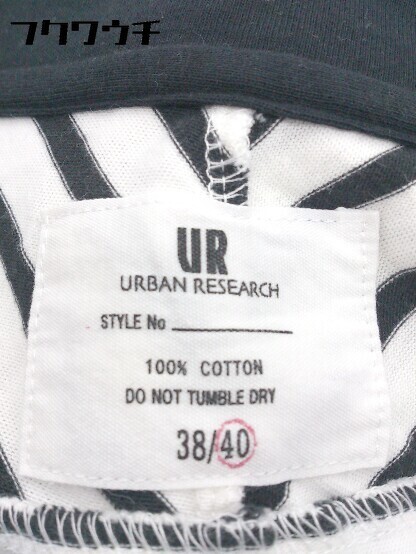 フクワウチ
UR
URBAN RESEARCH
STYLE No
100% COTTON
DO NOT TUMBLE DRY
38/40